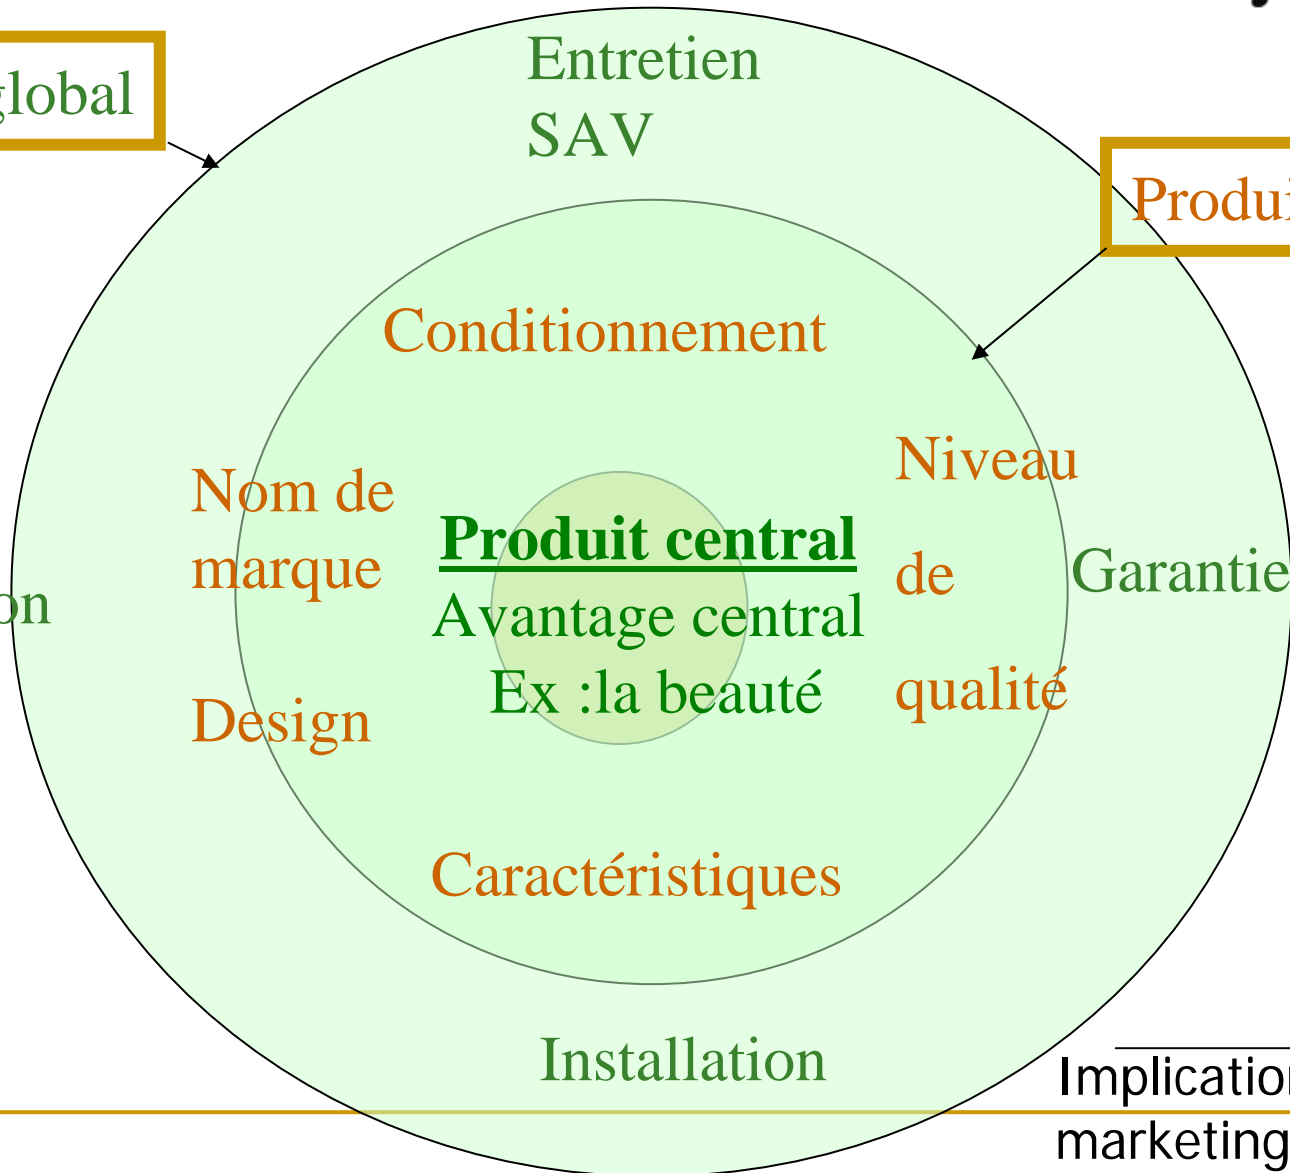 Entretien
SAV
global
Produi
Conditionnement
Nom de
marque
Niveau
de
qualité
Produit central
Avantage central
Ex :la beauté
Garantie
on
Design
Caractéristiques
Installation
Implication
marketing